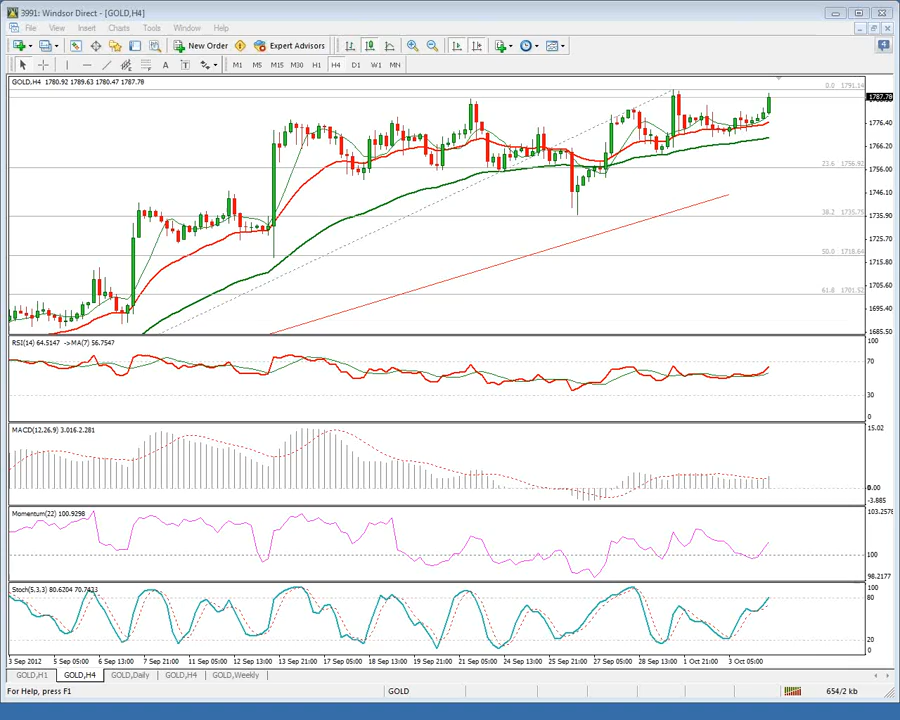 3991: Windsor Direct - [GOLD,H4]
File View Insert Charts Tools Window Help
New Order Expert Advisors 4
A T M1 M5 M15 M30 H1 H4 D1 W1 MN
GOLD,H4 1780.92 1789.63 1780.47 1787.78
0.0 1791.14
1787.78
1776.40
1766.20
23.6 1756.92
1756.00
1746.10
38.2 1735.75
1735.90
1725.70
50.0 1718.64
1715.80
1705.60
61.8 1701.52
1695.40
1685.50
RSI(14) 64.5147 ->MA(7) 56.7547
100
70
30
0
MACD(12,26,9) 3.016 2.281
15.02
0.00
-3.885
Momentum(22) 100.9298
103.2578
100
98.2177
Stoch(5,3,3) 80.6204 70.7433
100
80
20
0
3 Sep 2012 5 Sep 05:00 6 Sep 13:00 7 Sep 21:00 11 Sep 05:00 12 Sep 13:00 13 Sep 21:00 17 Sep 05:00 18 Sep 13:00 19 Sep 21:00 21 Sep 05:00 24 Sep 13:00 25 Sep 21:00 27 Sep 05:00 28 Sep 13:00 1 Oct 21:00 3 Oct 05:00
GOLD,H1 GOLD,H4 GOLD,Daily GOLD,H4 GOLD,Weekly
For Help, press F1 GOLD 654/2 kb